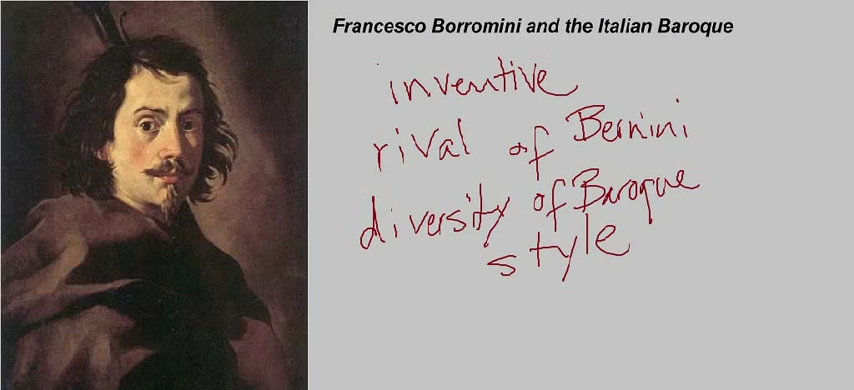 Francesco Borromini and the Italian Baroque
inventive
rival of Bernini
diversity of Baroque
style